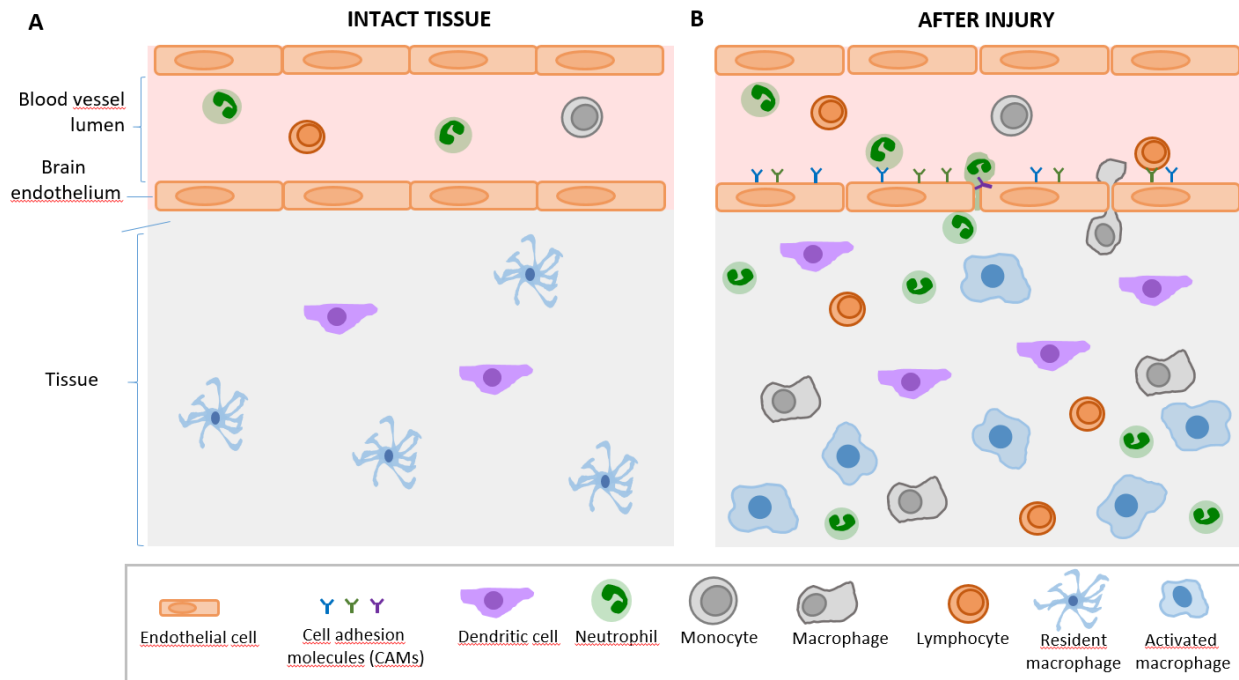 A
INTACT TISSUE
B
AFTER INJURY
Blood vessel
lumen
Brain
endothelium
Tissue
Endothelial cell
Cell adhesion
molecules (CAMs)
Dendritic cell
Neutrophil
Monocyte
Macrophage
Lymphocyte
Resident
macrophage
Activated
macrophage